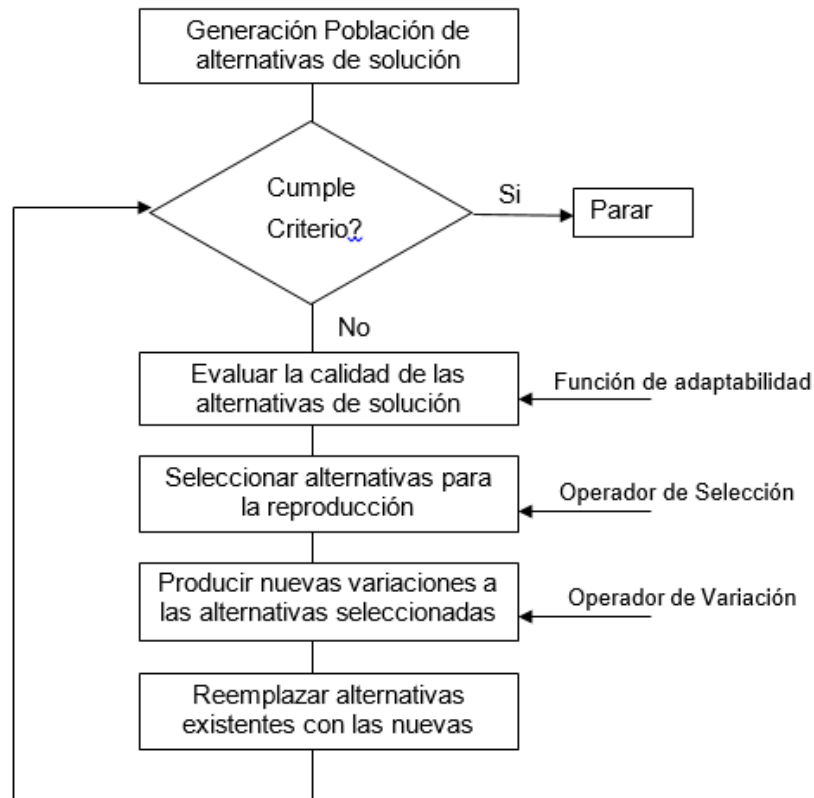 Generación Población de
alternativas de solución
Cumple
Criterio?
Si
Parar
No
Evaluar la calidad de las
alternativas de solución
Función de adaptabilidad
Seleccionar alternativas para
la reproducción
Operador de Selección
Producir nuevas variaciones a
las alternativas seleccionadas
Operador de Variación
Reemplazar alternativas
existentes con las nuevas